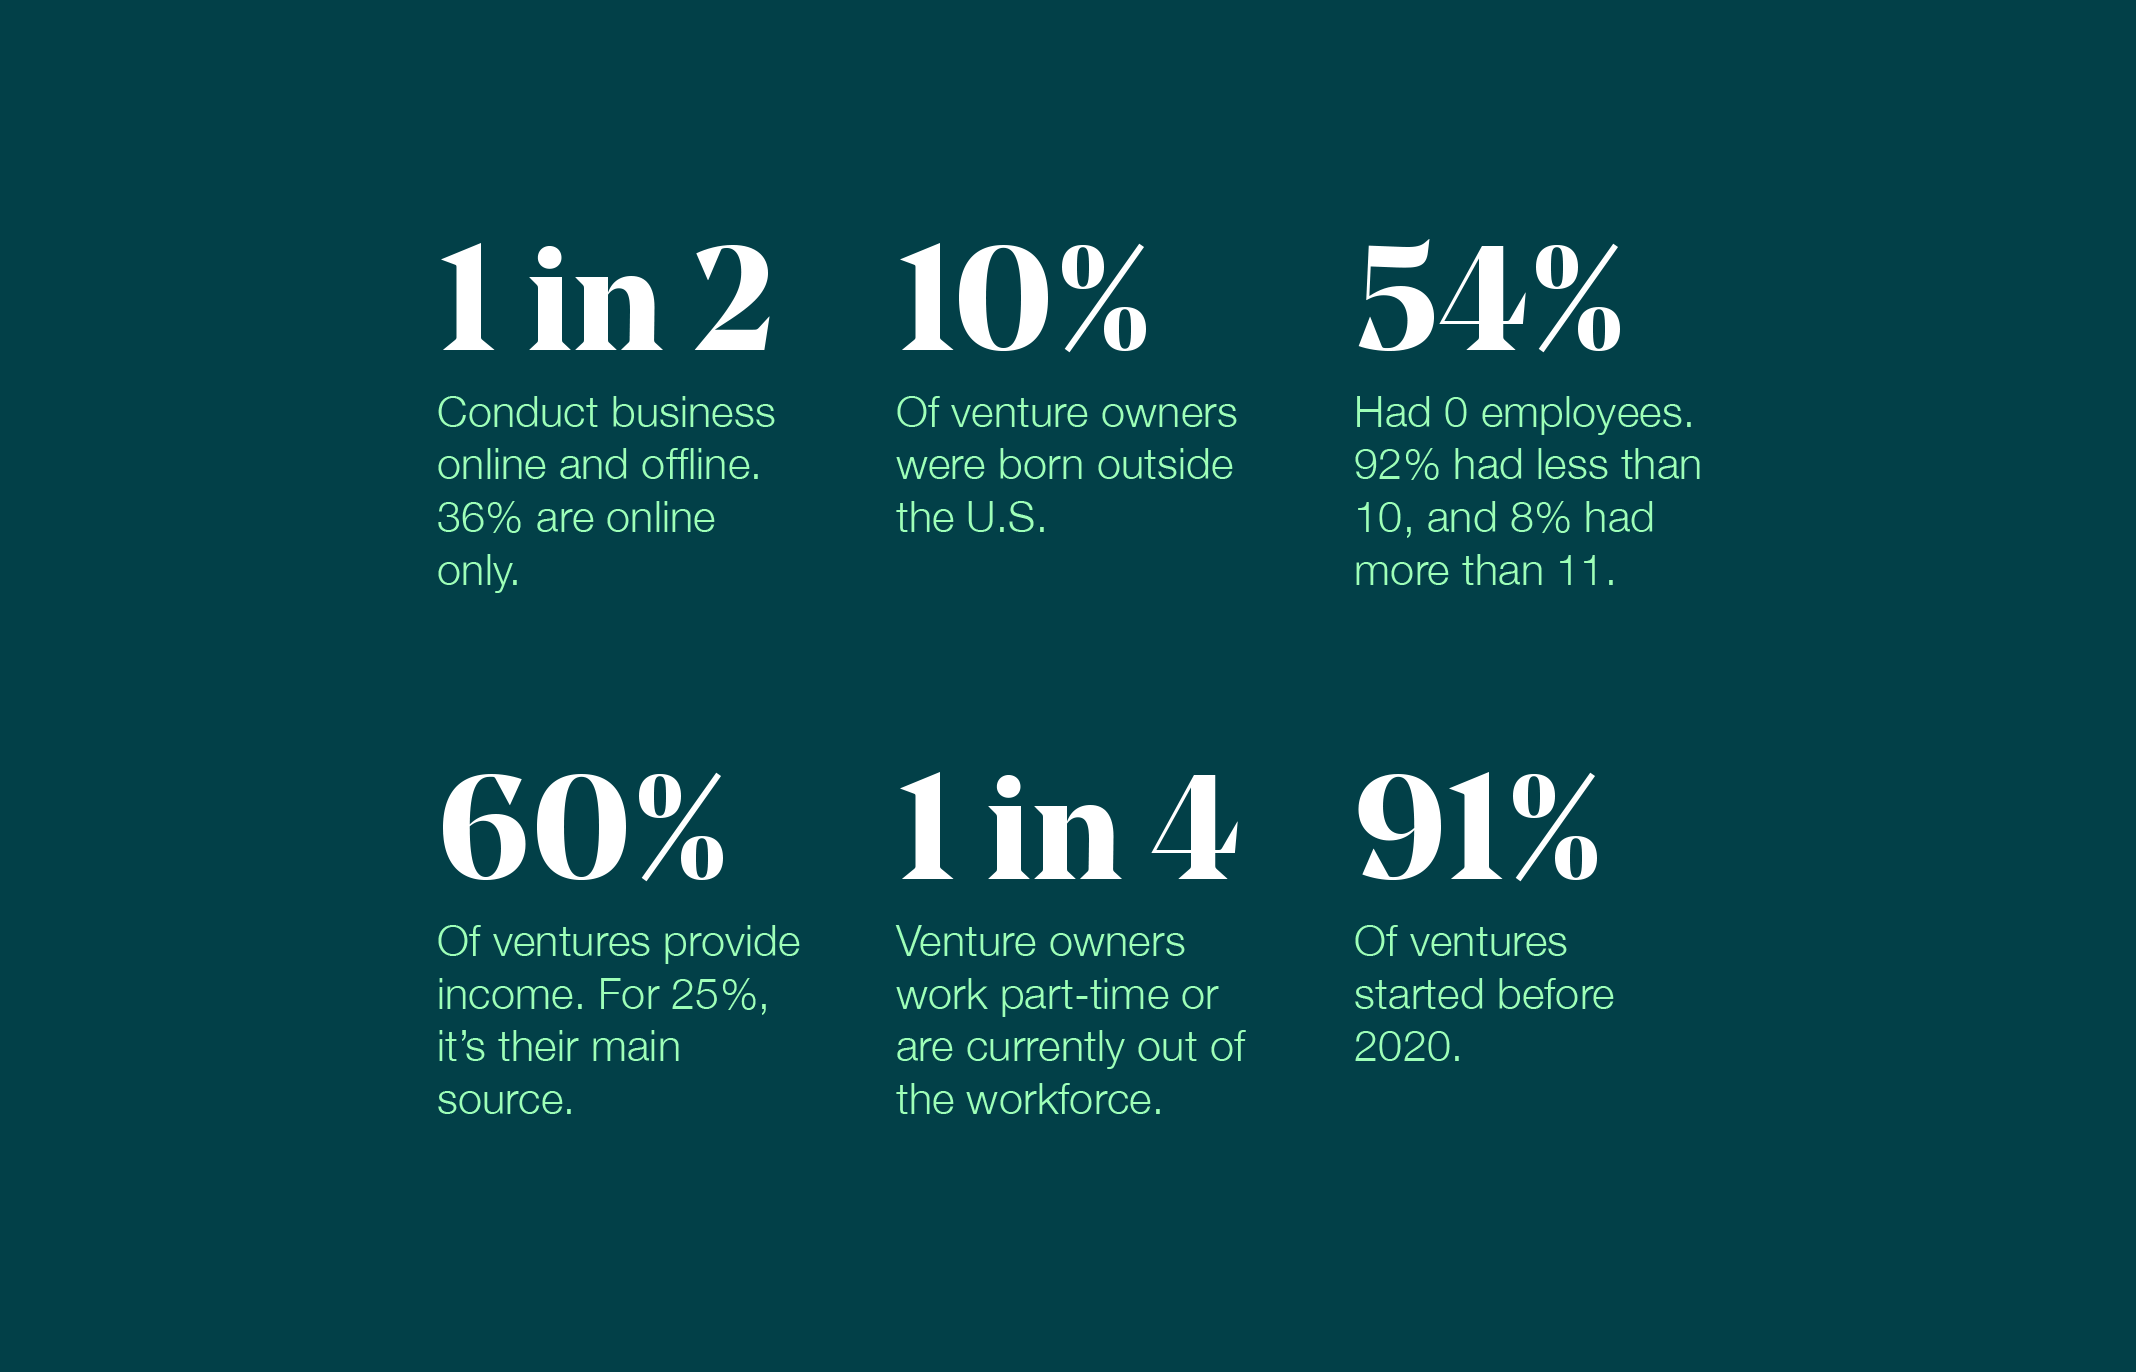 1 in 2
Conduct business
online and offline.
36% are online
only.
10%
Of venture owners
were born outside
the U.S.
54%
Had 0 employees.
92% had less than
10, and 8% had
more than 11.
60%
Of ventures provide
income. For 25%,
it’s their main
source.
1 in 4
Venture owners
work part-time or
are currently out of
the workforce.
91%
Of ventures
started before
2020.